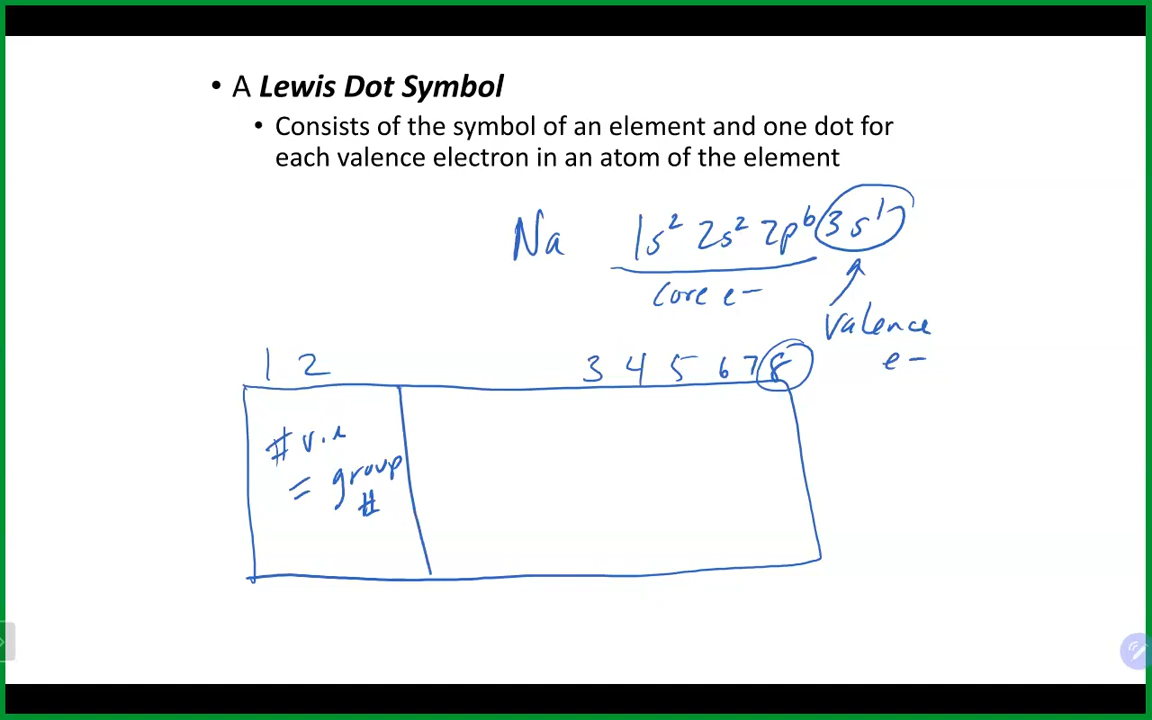 • A Lewis Dot Symbol
• Consists of the symbol of an element and one dot for
each valence electron in an atom of the element
Na 1s² 2s² 2p⁶ 3s¹
core e-
valence
e-
1 2 3 4 5 6 7 8
# v.e
= group
#